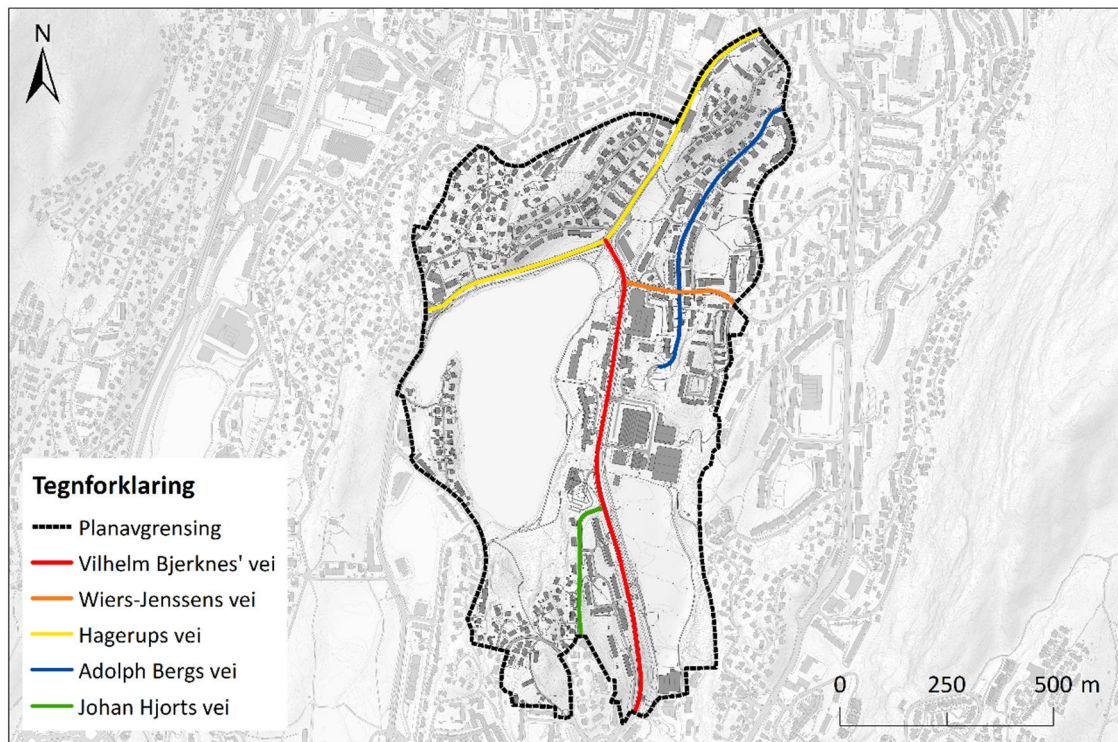 N
Tegnforklaring
Planavgrensing
Vilhelm Bjerknes' vei
Wiers-Jenssens vei
Hagerups vei
Adolph Bergs vei
Johan Hjorts vei
0 250 500 m